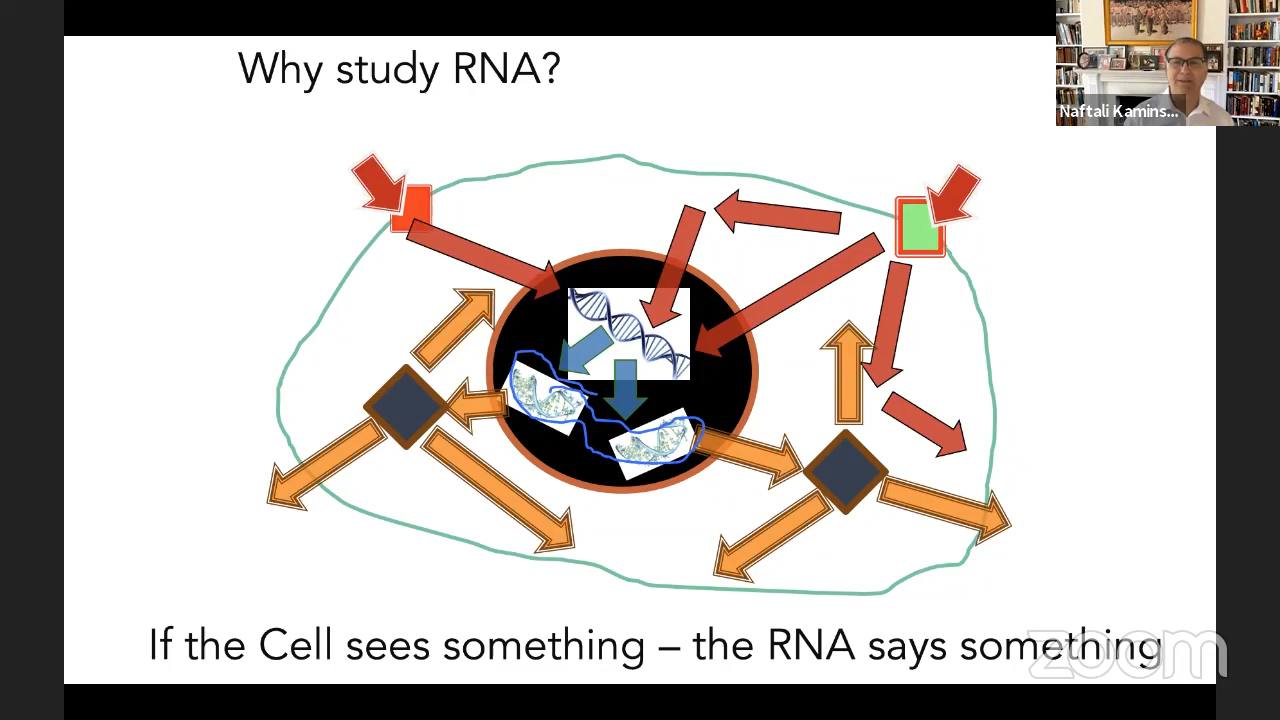 Why study RNA?
Naftali Kamins...
If the Cell sees something – the RNA says something
zoom